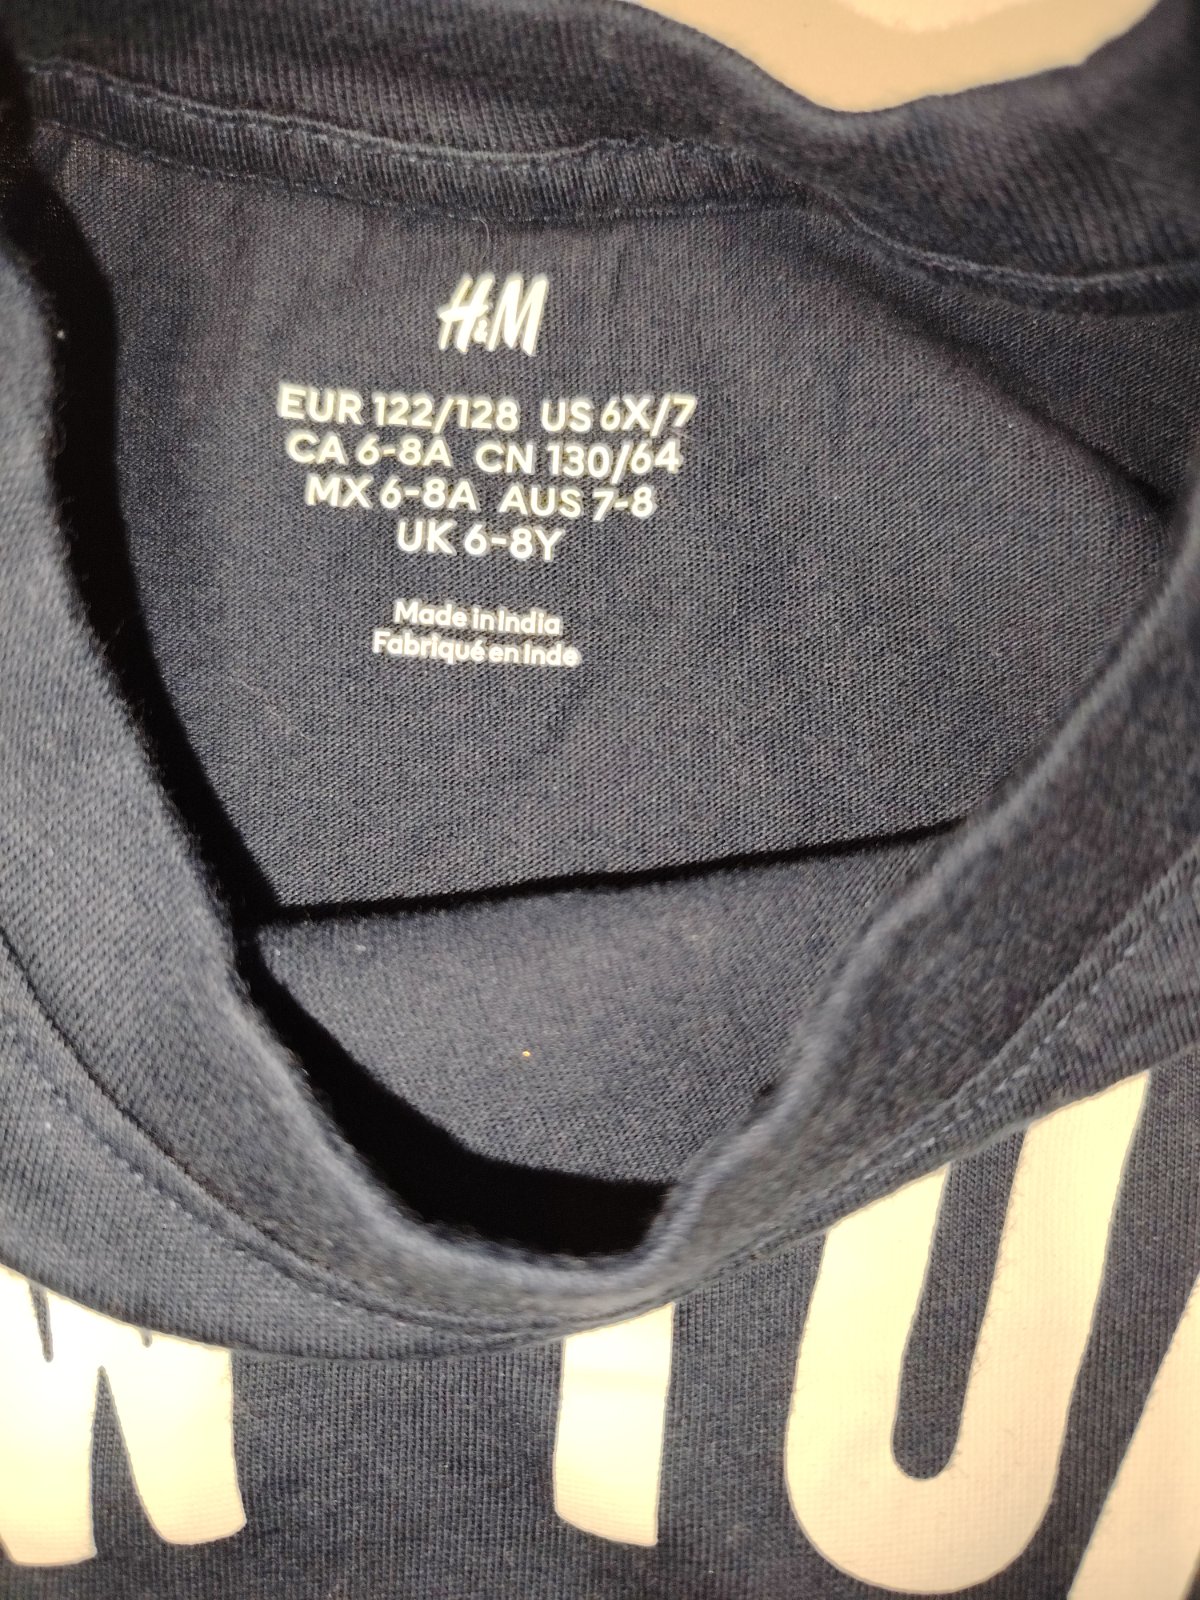 H&M
EUR 122/128 US 6X/7
CA 6-8A CN 130/64
MX 6-8A AUS 7-8
UK 6-8Y
Made in India
Fabriqué en Inde